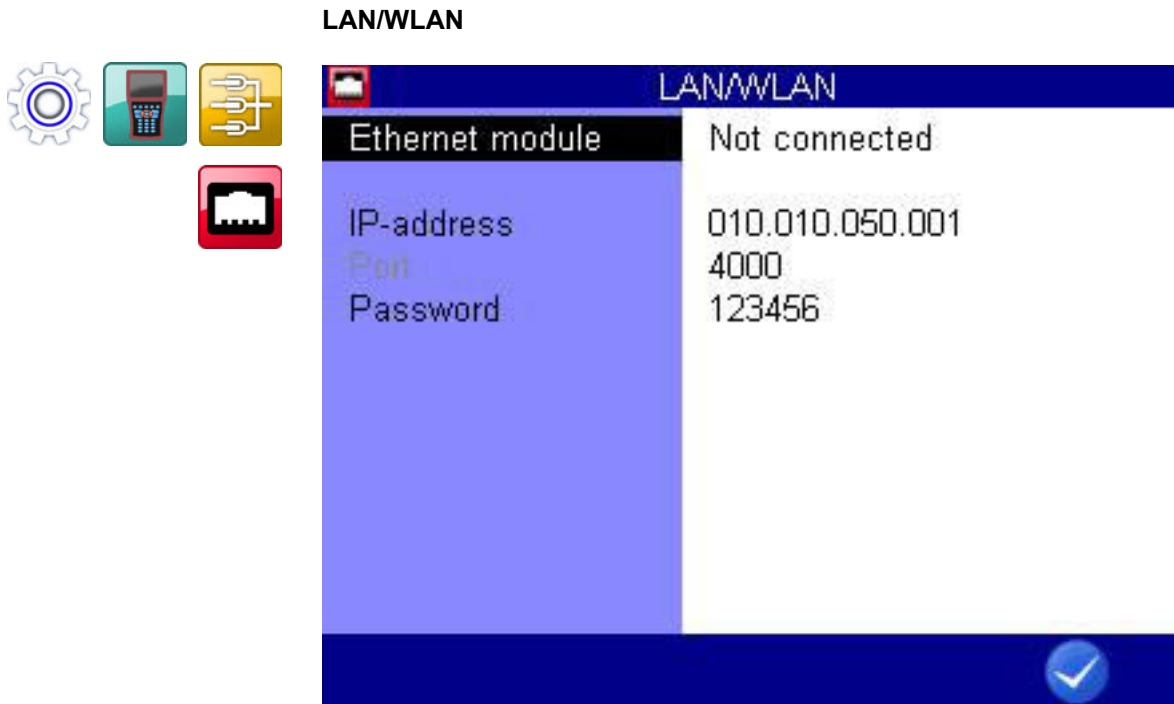 LAN/WLAN
LAN/WLAN
Ethernet module Not connected
IP-address 010.010.050.001
Port 4000
Password 123456